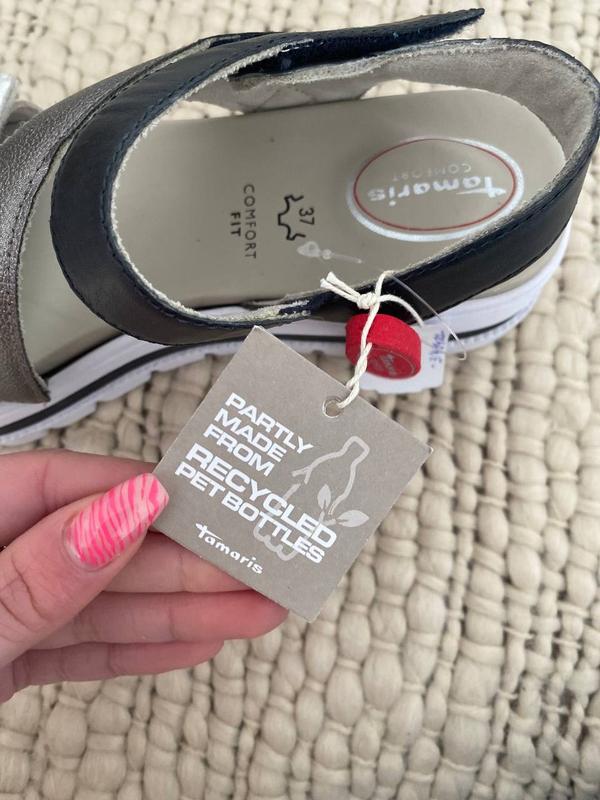 tamaris
COMFORT
37
COMFORT
FIT
PARTLY
MADE
FROM
RECYCLED
PET BOTTLES
tamaris